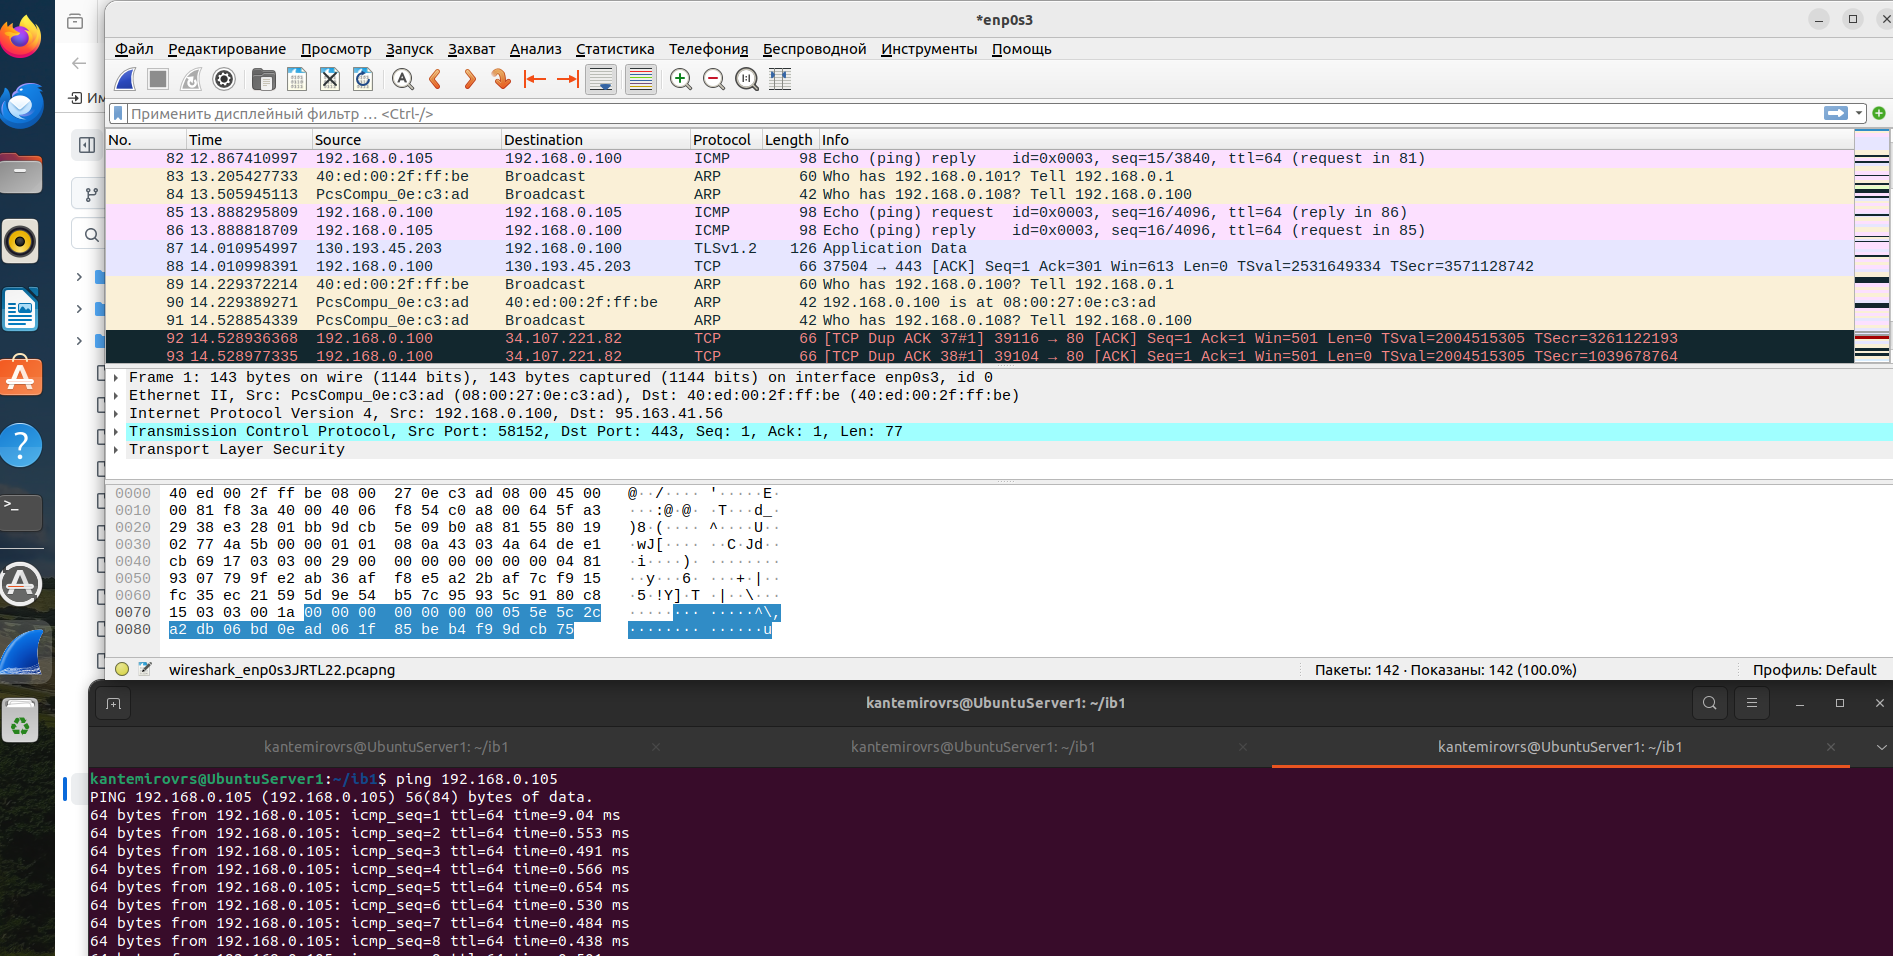 *enp0s3
Файл Редактирование Просмотр Запуск Захват Анализ Статистика Телефония Беспроводной Инструменты Помощь
Применить дисплейный фильтр … <Ctrl-/>
No. Time Source Destination Protocol Length Info
82 12.867410997 192.168.0.105 192.168.0.100 ICMP 98 Echo (ping) reply id=0x0003, seq=15/3840, ttl=64 (request in 81)
83 13.205427733 40:ed:00:2f:ff:be Broadcast ARP 60 Who has 192.168.0.101? Tell 192.168.0.1
84 13.505945113 PcsCompu_0e:c3:ad Broadcast ARP 42 Who has 192.168.0.108? Tell 192.168.0.100
85 13.888295809 192.168.0.100 192.168.0.105 ICMP 98 Echo (ping) request id=0x0003, seq=16/4096, ttl=64 (reply in 86)
86 13.888818709 192.168.0.105 192.168.0.100 ICMP 98 Echo (ping) reply id=0x0003, seq=16/4096, ttl=64 (request in 85)
87 14.010954997 130.193.45.203 192.168.0.100 TLSv1.2 126 Application Data
88 14.010998391 192.168.0.100 130.193.45.203 TCP 66 37504 → 443 [ACK] Seq=1 Ack=301 Win=613 Len=0 TSval=2531649334 TSecr=3571128742
89 14.229372214 40:ed:00:2f:ff:be Broadcast ARP 60 Who has 192.168.0.100? Tell 192.168.0.1
90 14.229389271 PcsCompu_0e:c3:ad 40:ed:00:2f:ff:be ARP 42 192.168.0.100 is at 08:00:27:0e:c3:ad
91 14.528854339 PcsCompu_0e:c3:ad Broadcast ARP 42 Who has 192.168.0.108? Tell 192.168.0.100
92 14.528936368 192.168.0.100 34.107.221.82 TCP 66 [TCP Dup ACK 37#1] 39116 → 80 [ACK] Seq=1 Ack=1 Win=501 Len=0 TSval=2004515305 TSecr=3261122193
93 14.528977335 192.168.0.100 34.107.221.82 TCP 66 [TCP Dup ACK 38#1] 39104 → 80 [ACK] Seq=1 Ack=1 Win=501 Len=0 TSval=2004515305 TSecr=1039678764
Frame 1: 143 bytes on wire (1144 bits), 143 bytes captured (1144 bits) on interface enp0s3, id 0
Ethernet II, Src: PcsCompu_0e:c3:ad (08:00:27:0e:c3:ad), Dst: 40:ed:00:2f:ff:be (40:ed:00:2f:ff:be)
Internet Protocol Version 4, Src: 192.168.0.100, Dst: 95.163.41.56
Transmission Control Protocol, Src Port: 58152, Dst Port: 443, Seq: 1, Ack: 1, Len: 77
Transport Layer Security
0000 40 ed 00 2f ff be 08 00 27 0e c3 ad 08 00 45 00 @··/···· '·····E·
0010 00 81 f8 3a 40 00 40 06 f8 54 c0 a8 00 64 5f a3 ···:@·@· ·T···d_·
0020 29 38 e3 28 01 bb 9d cb 5e 09 b0 a8 81 55 80 19 )8·(···· ^····U··
0030 02 77 4a 5b 00 00 01 01 08 0a 43 03 4a 64 de e1 ·wJ[···· ··C·Jd··
0040 cb 69 17 03 03 00 29 00 00 00 00 00 00 00 04 81 ·i····)· ········
0050 93 07 79 9f e2 ab 36 af f8 e5 a2 2b af 7c f9 15 ··y···6· ···+·|··
0060 fc 35 ec 21 59 5d 9e 54 b5 7c 95 93 5c 91 80 c8 ·5·!Y]·T ·|··\···
0070 15 03 03 00 1a 00 00 00 00 00 00 00 05 5e 5c 2c ········ ·····^\,
0080 a2 db 06 bd 0e ad 06 1f 85 be b4 f9 9d cb 75 ········ ······u
wireshark_enp0s3JRTL22.pcapng Пакеты: 142 · Показаны: 142 (100.0%) Профиль: Default
kantemirovrs@UbuntuServer1: ~/ib1
kantemirovrs@UbuntuServer1: ~/ib1 kantemirovrs@UbuntuServer1: ~/ib1 kantemirovrs@UbuntuServer1: ~/ib1
kantemirovrs@UbuntuServer1:~/ib1$ ping 192.168.0.105
PING 192.168.0.105 (192.168.0.105) 56(84) bytes of data.
64 bytes from 192.168.0.105: icmp_seq=1 ttl=64 time=9.04 ms
64 bytes from 192.168.0.105: icmp_seq=2 ttl=64 time=0.553 ms
64 bytes from 192.168.0.105: icmp_seq=3 ttl=64 time=0.491 ms
64 bytes from 192.168.0.105: icmp_seq=4 ttl=64 time=0.566 ms
64 bytes from 192.168.0.105: icmp_seq=5 ttl=64 time=0.654 ms
64 bytes from 192.168.0.105: icmp_seq=6 ttl=64 time=0.530 ms
64 bytes from 192.168.0.105: icmp_seq=7 ttl=64 time=0.484 ms
64 bytes from 192.168.0.105: icmp_seq=8 ttl=64 time=0.438 ms